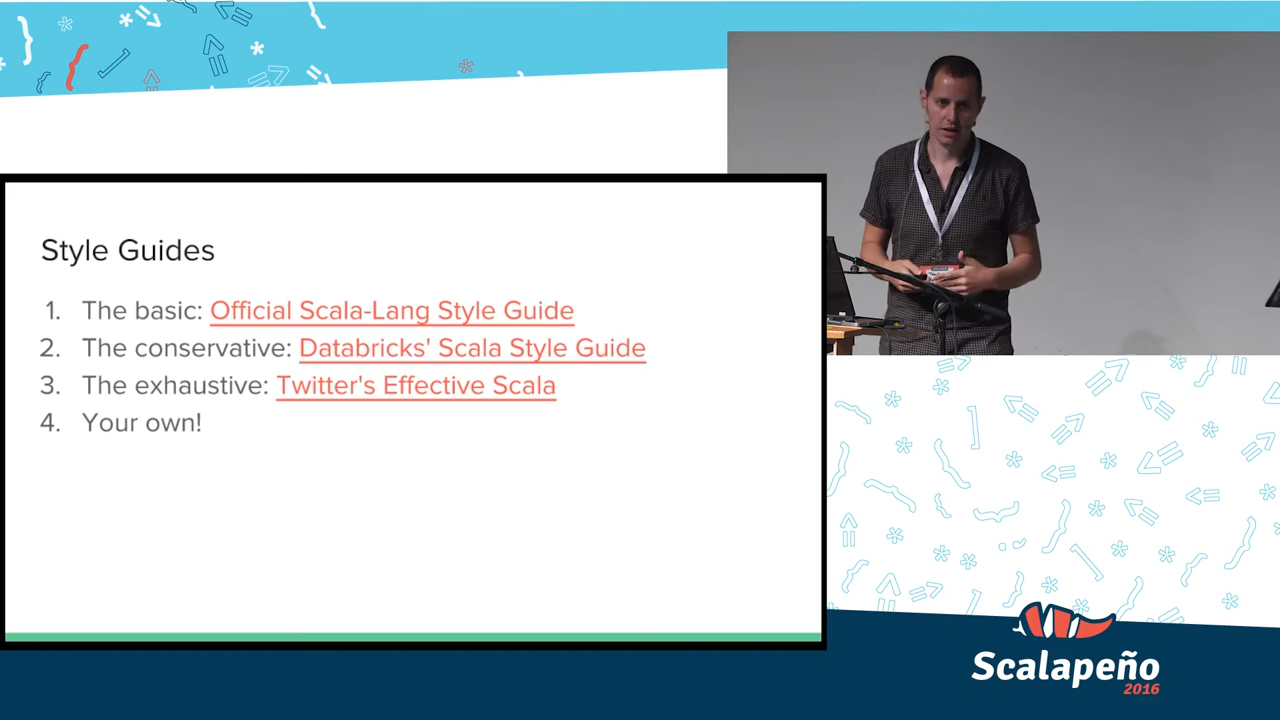 Style Guides
1. The basic: Official Scala-Lang Style Guide
2. The conservative: Databricks' Scala Style Guide
3. The exhaustive: Twitter's Effective Scala
4. Your own!
Scalapeño
2016